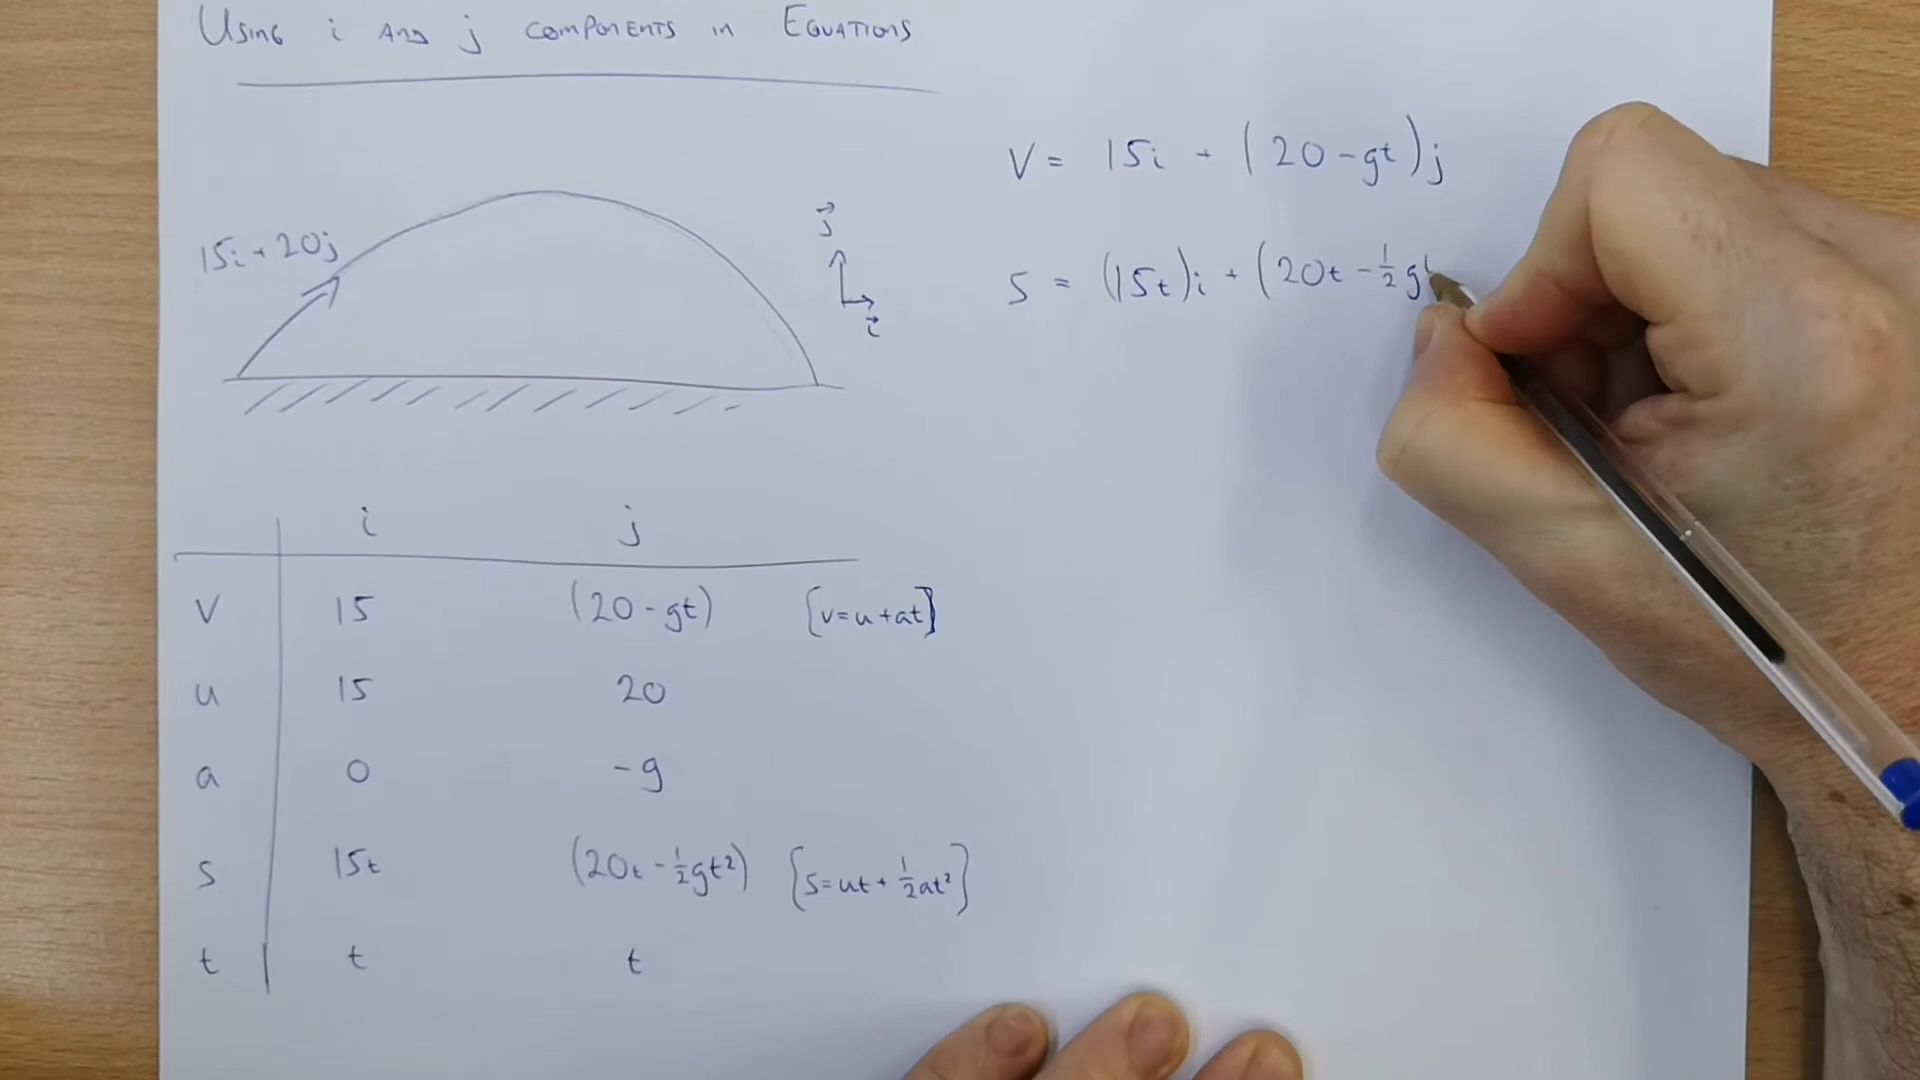 USING i AND j COMPONENTS IN EQUATIONS
15i + 20j
j
i
V = 15i + (20 - gt)j
S = (15t)i + (20t - ½g
i j
V 15 (20 - gt) [v = u + at]
u 15 20
a 0 - g
s 15t (20t - ½gt²) [s = ut + ½at²]
t t t